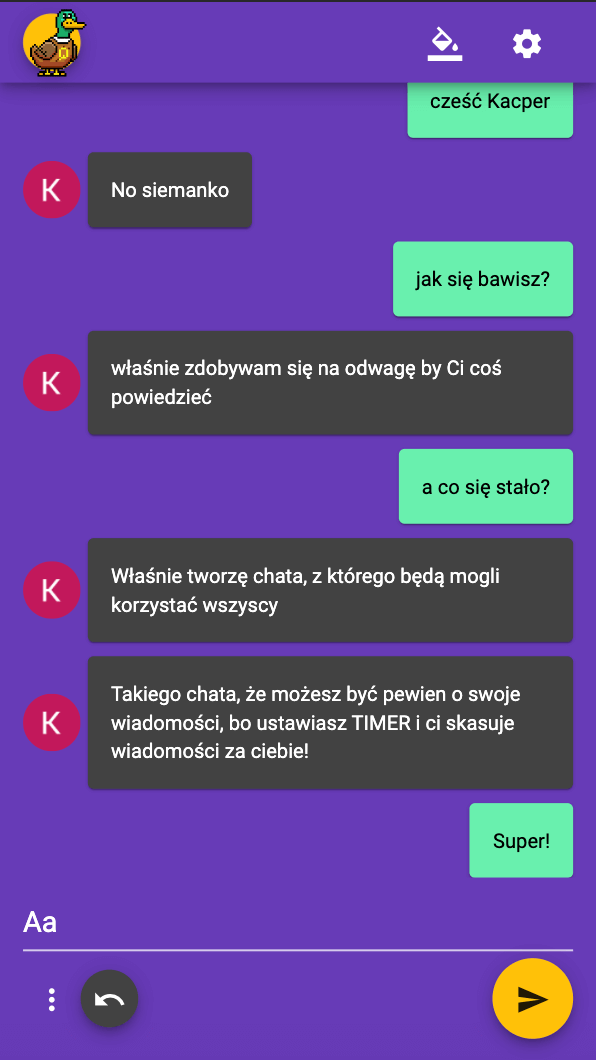 cześć Kacper
K
No siemanko
jak się bawisz?
K
właśnie zdobywam się na odwagę by Ci coś
powiedzieć
a co się stało?
K
Właśnie tworzę chata, z którego będą mogli
korzystać wszyscy
K
Takiego chata, że możesz być pewien o swoje
wiadomości, bo ustawiasz TIMER i ci skasuje
wiadomości za ciebie!
Super!
Aa